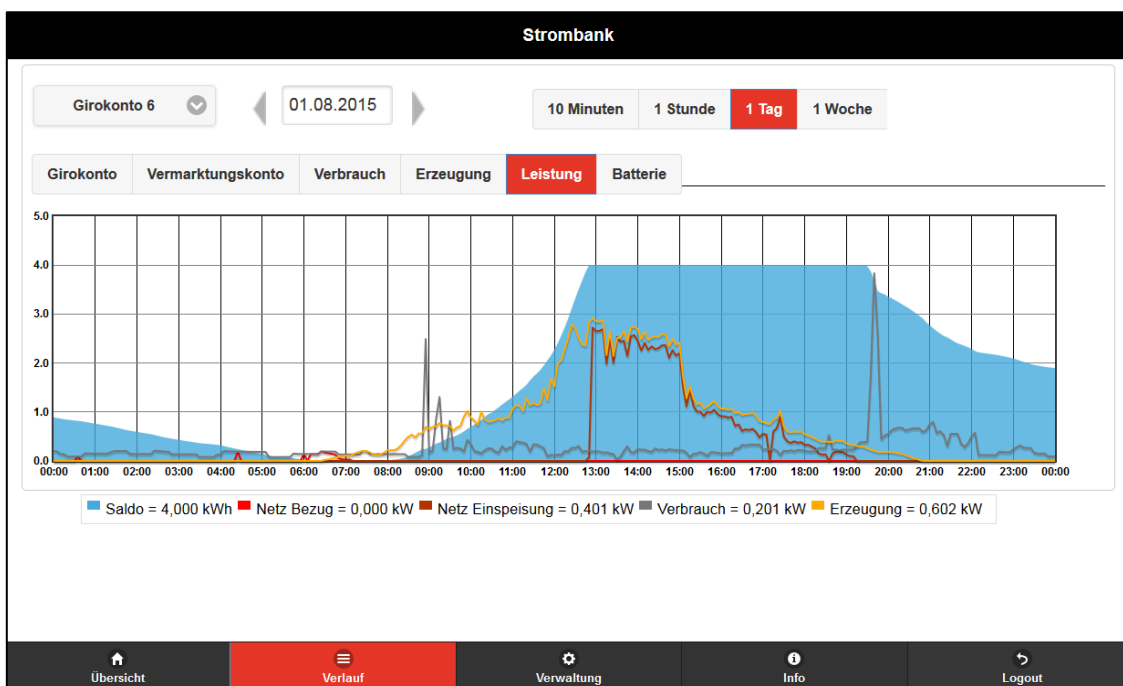 Strombank
Girokonto 6 01.08.2015 10 Minuten 1 Stunde 1 Tag 1 Woche
Girokonto Vermarktungskonto Verbrauch Erzeugung Leistung Batterie
5.0
4.0
3.0
2.0
1.0
0.0
00:00 01:00 02:00 03:00 04:00 05:00 06:00 07:00 08:00 09:00 10:00 11:00 12:00 13:00 14:00 15:00 16:00 17:00 18:00 19:00 20:00 21:00 22:00 23:00 00:00
Saldo = 4,000 kWh Netz Bezug = 0,000 kW Netz Einspeisung = 0,401 kW Verbrauch = 0,201 kW Erzeugung = 0,602 kW
Übersicht Verlauf Verwaltung Info Logout